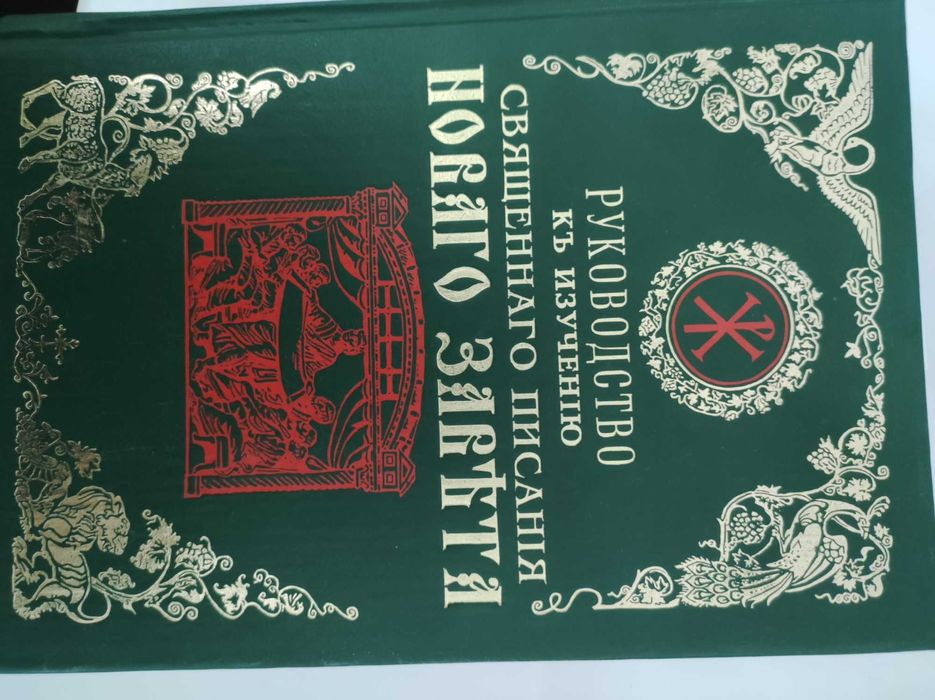 РУКОВОДСТВО
КЪ ИЗУЧЕНІЮ
СВЯЩЕННАГО ПИСАНІЯ
НОВАГО ЗАВѢТА